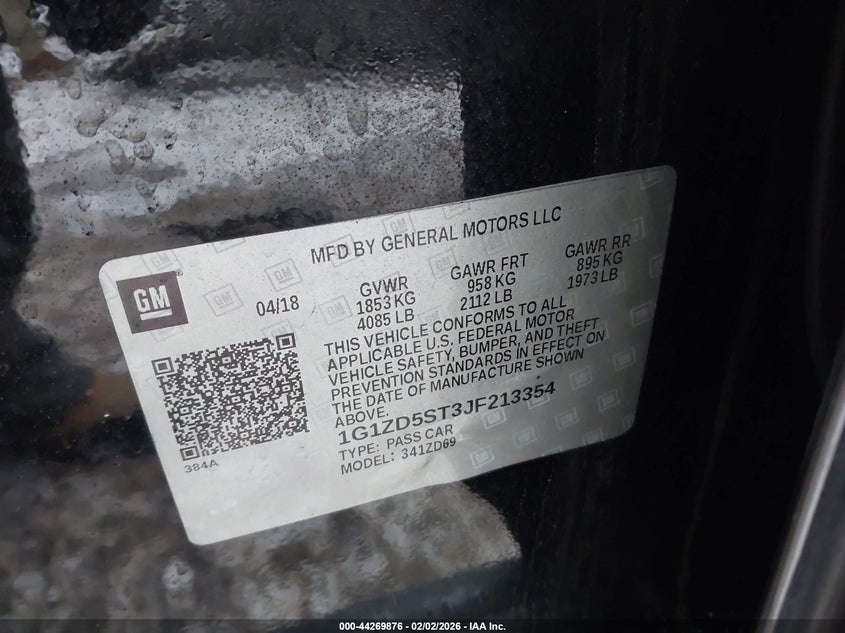 MFD BY GENERAL MOTORS LLC
GM
04/18
GVWR
1853 KG
4085 LB
GAWR FRT
958 KG
2112 LB
GAWR RR
895 KG
1973 LB
THIS VEHICLE CONFORMS TO ALL
APPLICABLE U.S. FEDERAL MOTOR
VEHICLE SAFETY, BUMPER, AND THEFT
PREVENTION STANDARDS IN EFFECT ON
THE DATE OF MANUFACTURE SHOWN
ABOVE.
1G1ZD5ST3JF213354
TYPE: PASS CAR
MODEL: 341ZD69
384A
000-44269876 - 02/02/2026 - IAA Inc.